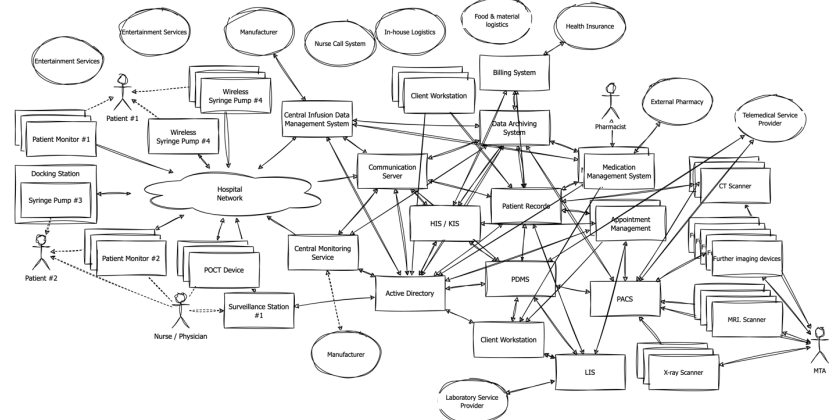 Entertainment Services
Entertainment Services
Manufacturer
Nurse Call System
In-house Logistics
Food & material
logistics
Health Insurance
Billing System
Wireless
Syringe Pump #4
Client Workstation
Patient #1
Central Infusion Data
Management System
Data Archiving
System
Pharmacist
External Pharmacy
Telemedical Service
Provider
Patient Monitor #1
Wireless
Syringe Pump #4
Communication
Server
Medication
Management System
CT Scanner
Docking Station
Syringe Pump #3
Hospital
Network
Patient Records
HIS / KIS
Appointment
Management
Patient #2
Patient Monitor #2
POCT Device
Central Monitoring
Service
PDMS
Further imaging devices
Active Directory
PACS
Surveillance Station
#1
Nurse / Physician
MRI. Scanner
Manufacturer
Client Workstation
LIS
X-ray Scanner
MTA
Laboratory Service
Provider